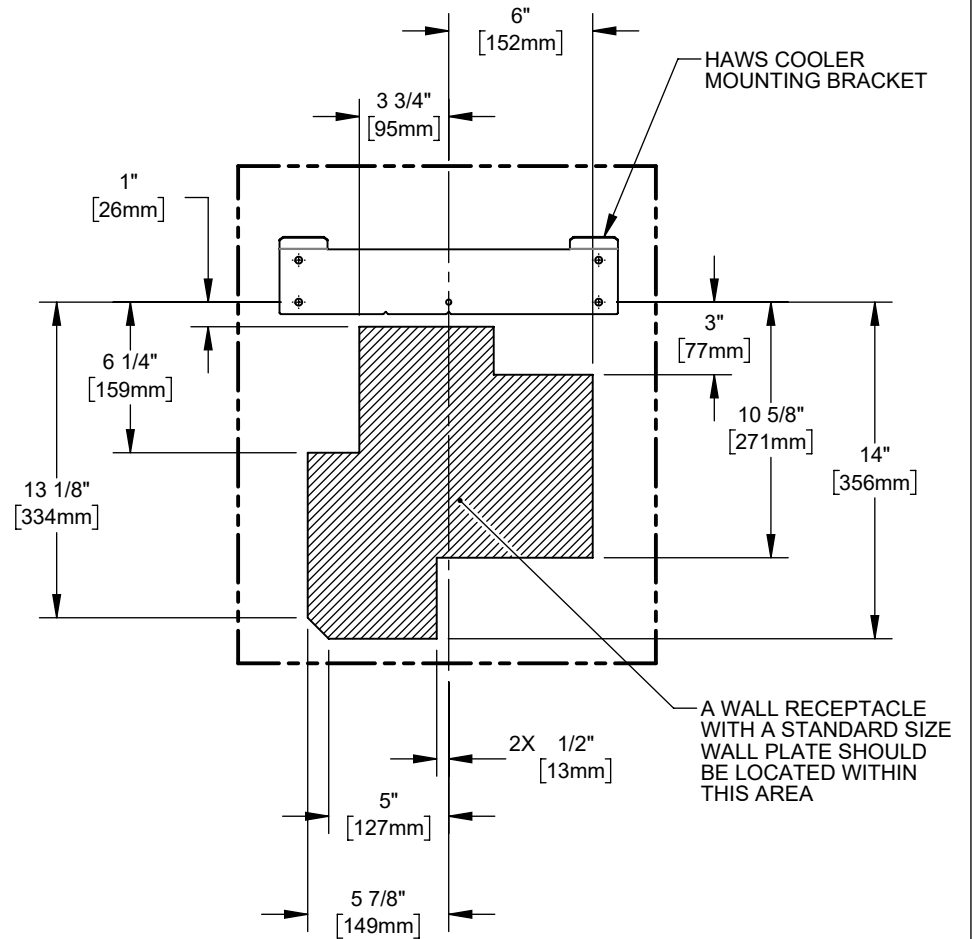 6"
[152mm]
HAWS COOLER
MOUNTING BRACKET
3 3/4"
[95mm]
1"
[26mm]
3"
[77mm]
6 1/4"
[159mm]
10 5/8"
[271mm]
14"
[356mm]
13 1/8"
[334mm]
A WALL RECEPTACLE
WITH A STANDARD SIZE
WALL PLATE SHOULD
BE LOCATED WITHIN
THIS AREA
2X 1/2"
[13mm]
5"
[127mm]
5 7/8"
[149mm]